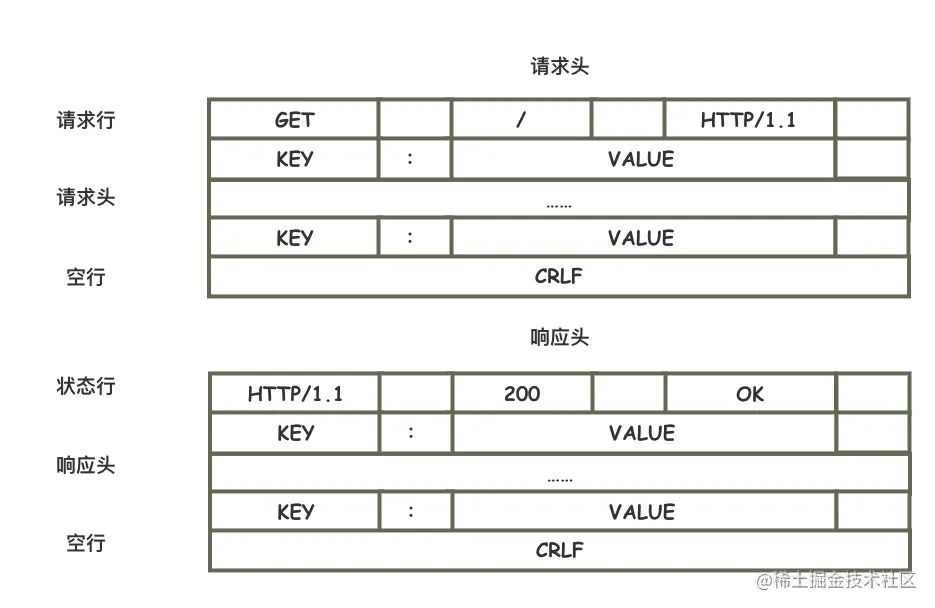 请求头
请求行 GET / HTTP/1.1
KEY : VALUE
请求头 ……
KEY : VALUE
空行 CRLF
响应头
状态行 HTTP/1.1 200 OK
KEY : VALUE
响应头 ……
KEY : VALUE
空行 CRLF
@稀土掘金技术社区